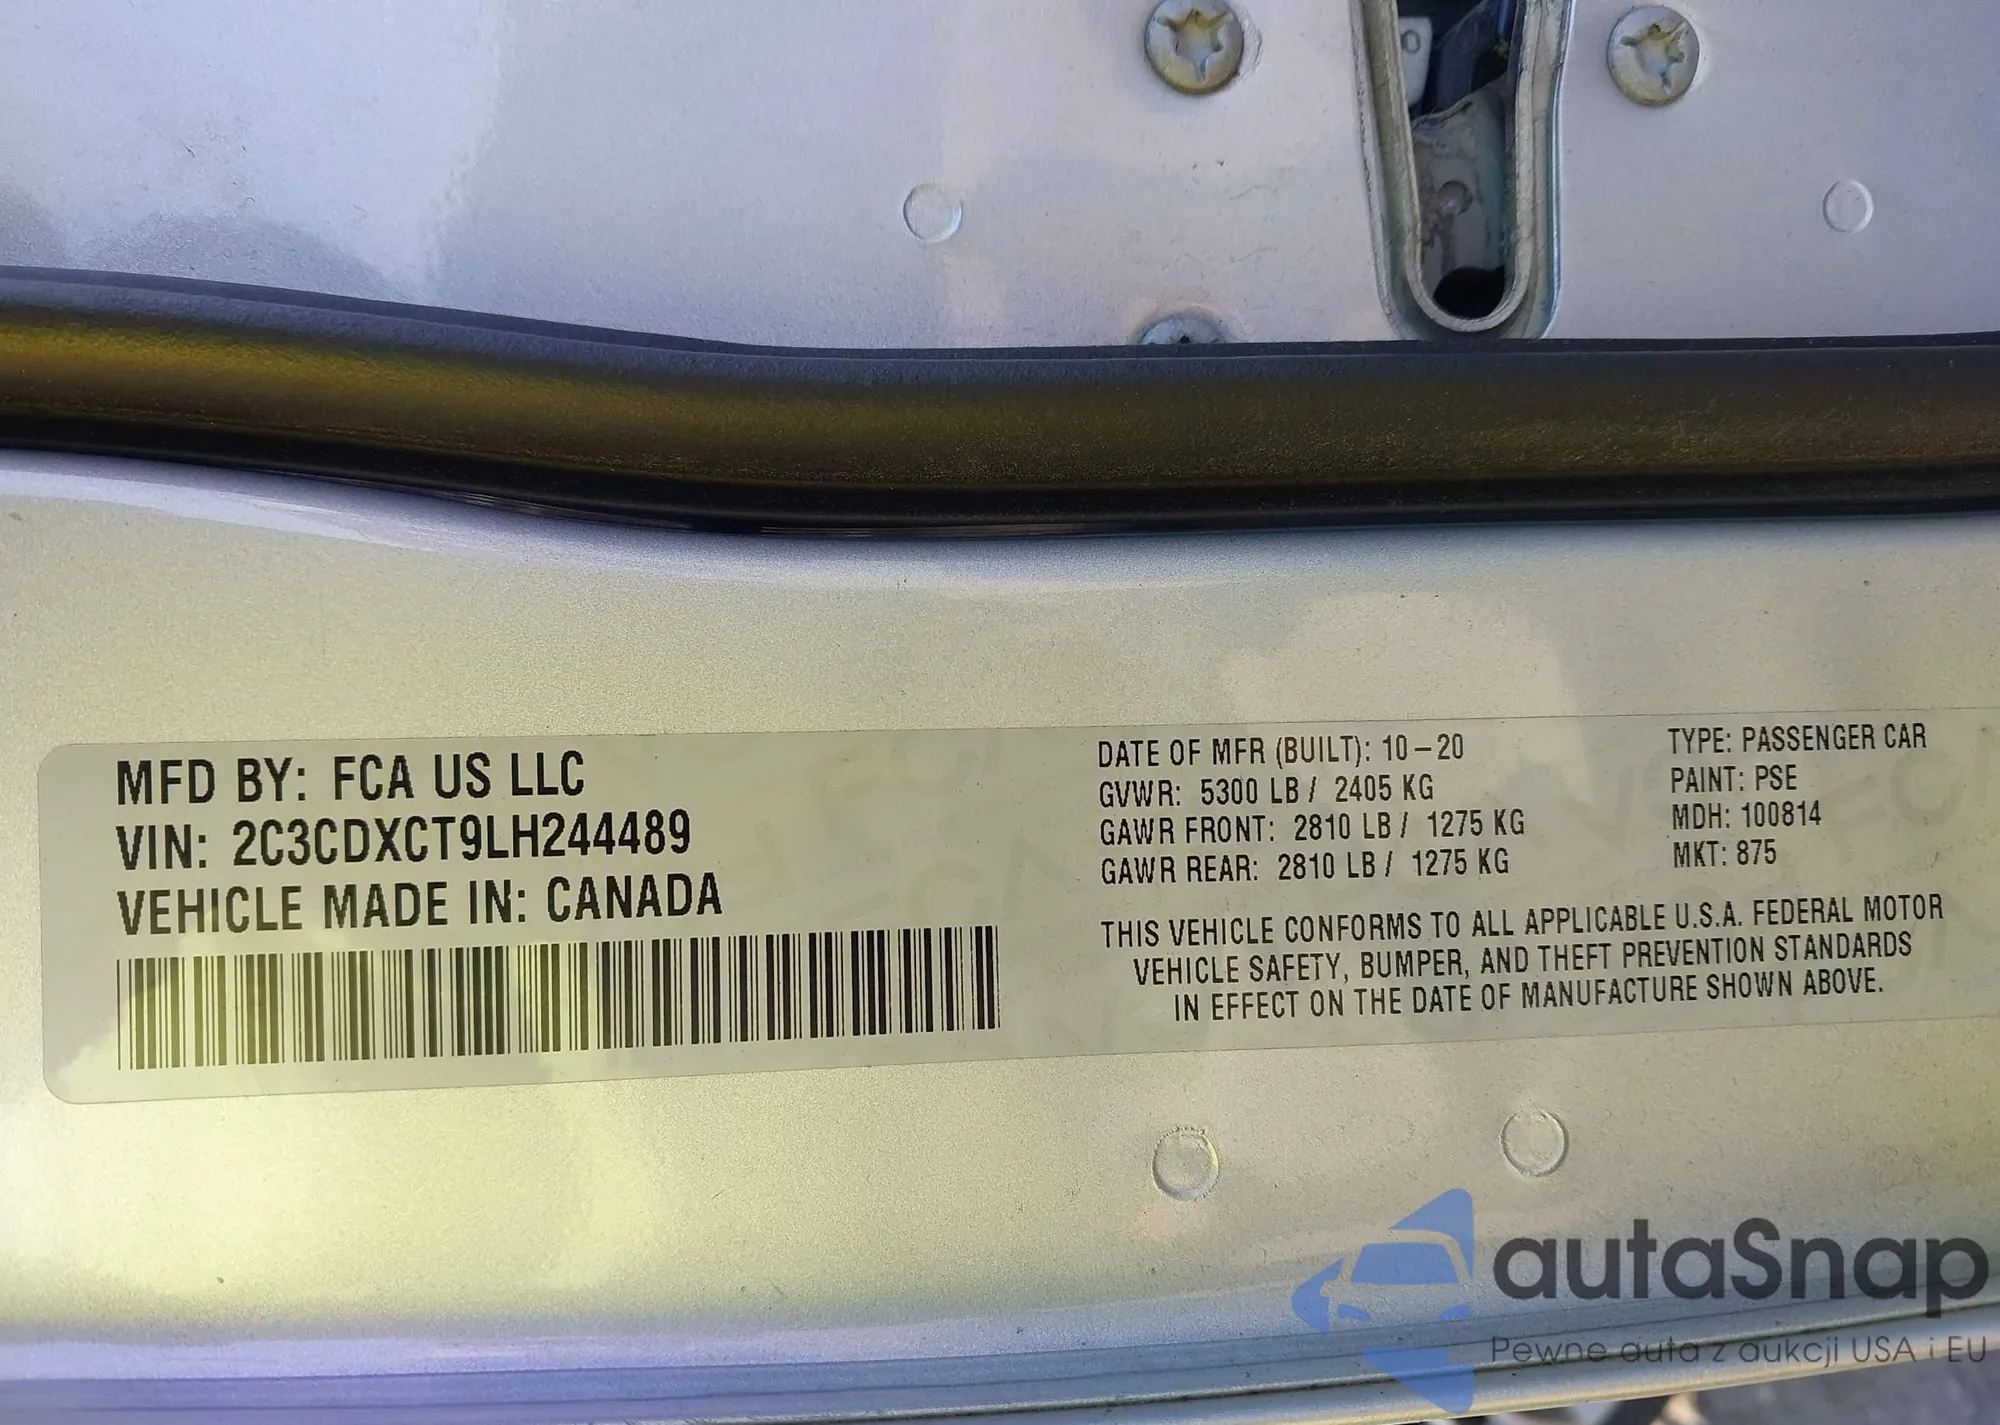 MFD BY: FCA US LLC
VIN: 2C3CDXCT9LH244489
VEHICLE MADE IN: CANADA
DATE OF MFR (BUILT): 10-20
GVWR: 5300 LB / 2405 KG
GAWR FRONT: 2810 LB / 1275 KG
GAWR REAR: 2810 LB / 1275 KG
TYPE: PASSENGER CAR
PAINT: PSE
MDH: 100814
MKT: 875
THIS VEHICLE CONFORMS TO ALL APPLICABLE U.S.A. FEDERAL MOTOR
VEHICLE SAFETY, BUMPER, AND THEFT PREVENTION STANDARDS
IN EFFECT ON THE DATE OF MANUFACTURE SHOWN ABOVE.
autaSnap
Pewne auta z aukcji USA i EU